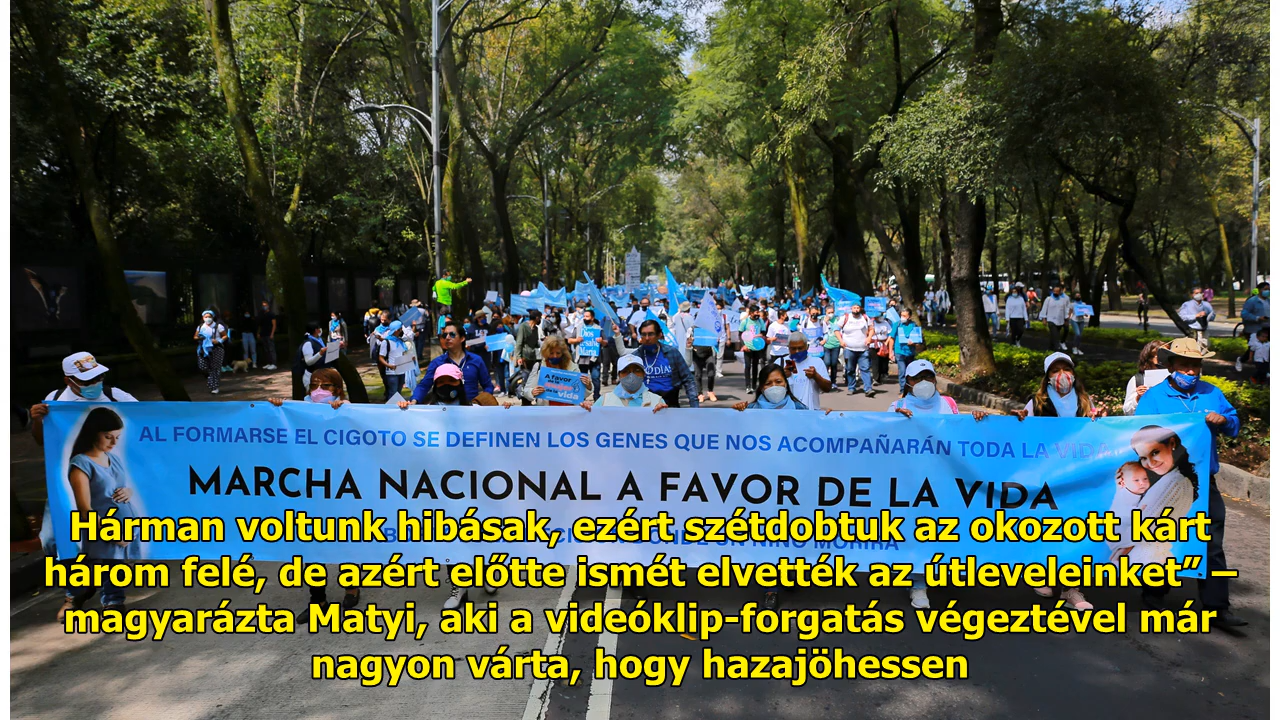 AL FORMARSE EL CIGOTO SE DEFINEN LOS GENES QUE NOS ACOMPAÑARÁN TODA LA VIDA
MARCHA NACIONAL A FAVOR DE LA VIDA
Hárman voltunk hibásak, ezért szétdobtuk az okozott kárt
három felé, de azért előtte ismét elvették az útleveleinket” –
magyarázta Matyi, aki a videóklip-forgatás végeztével már
nagyon várta, hogy hazajöhessen